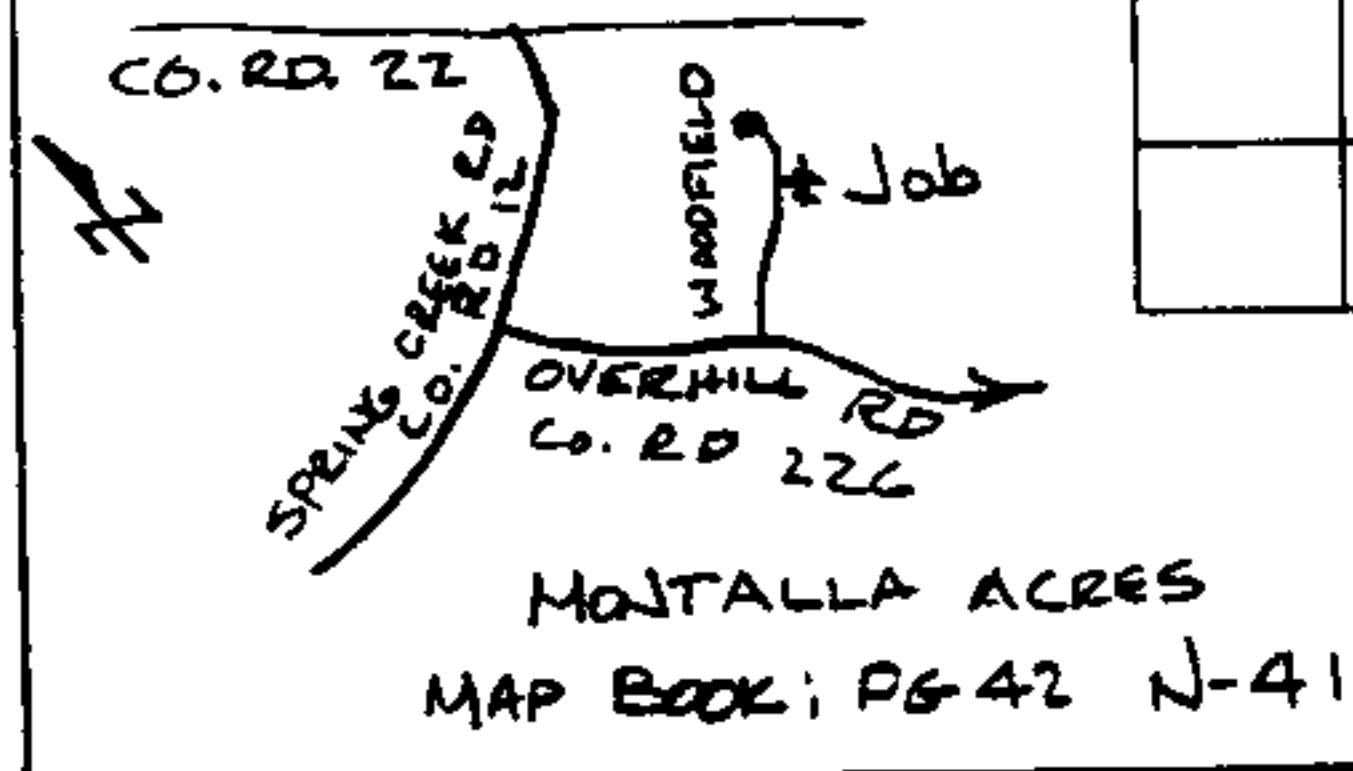 CO. RD. 22
SPRING CREEK RD
CO. RD 12
WOODFIELD
* Job
OVERHILL RD
Co. RD 226
N
MONTALLA ACRES
MAP BOOK; PG 42 N-41